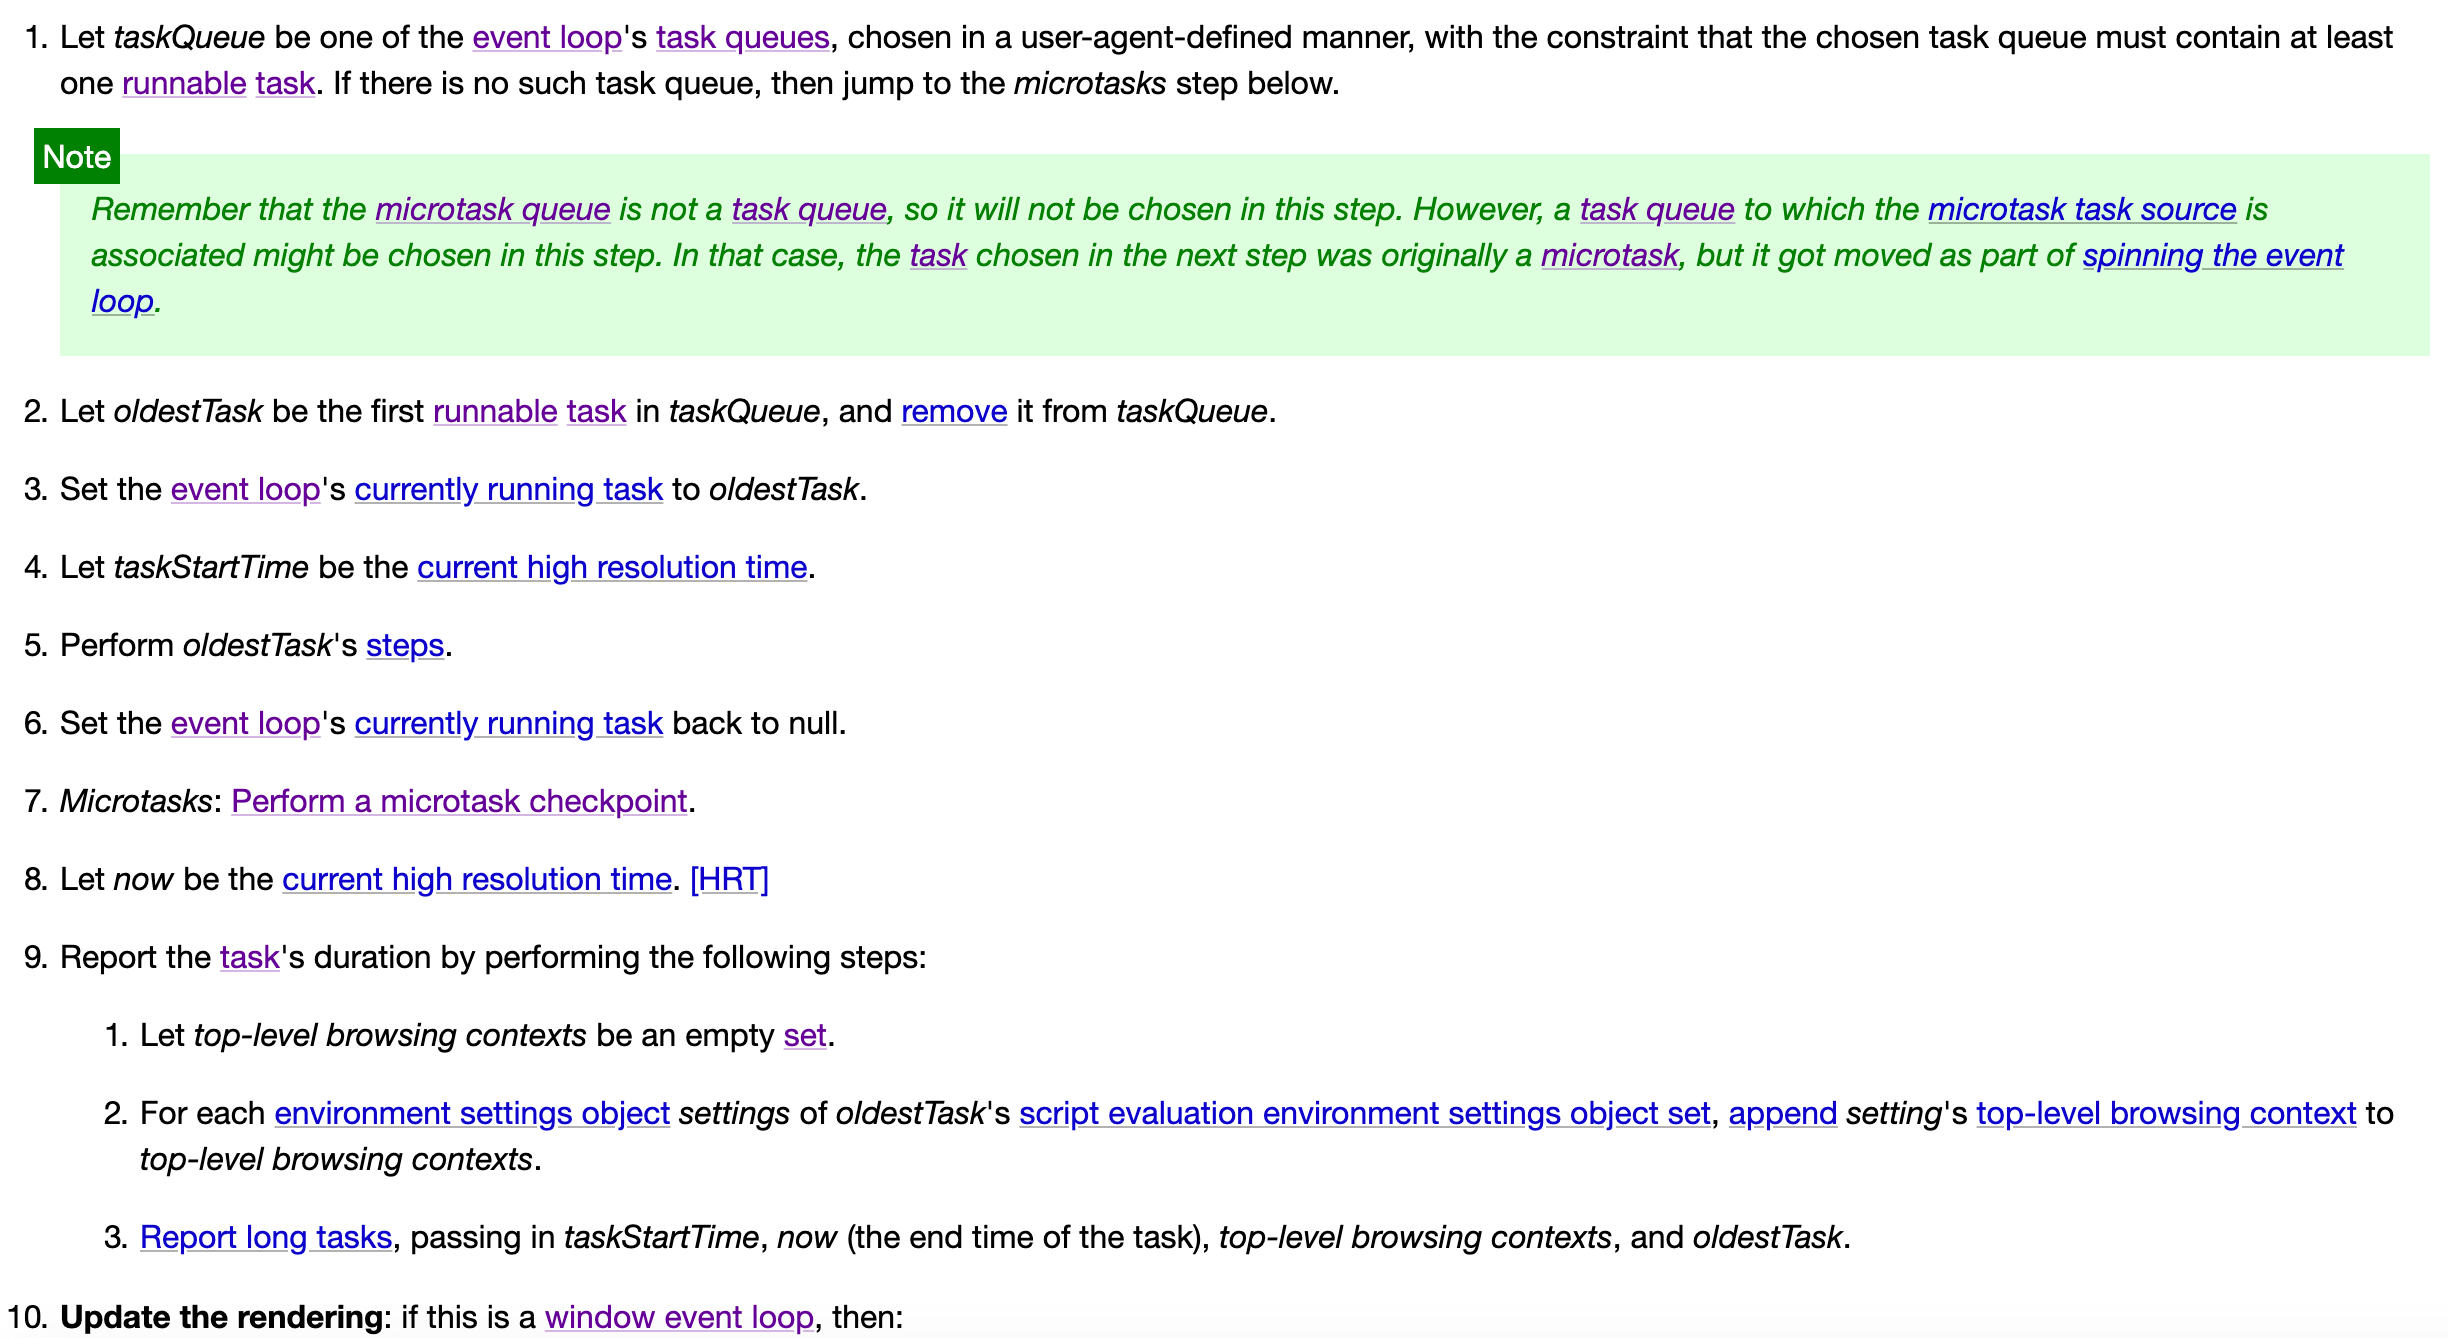 1. Let taskQueue be one of the event loop's task queues, chosen in a user-agent-defined manner, with the constraint that the chosen task queue must contain at least
one runnable task. If there is no such task queue, then jump to the microtasks step below.
Note
Remember that the microtask queue is not a task queue, so it will not be chosen in this step. However, a task queue to which the microtask task source is
associated might be chosen in this step. In that case, the task chosen in the next step was originally a microtask, but it got moved as part of spinning the event
loop.
2. Let oldestTask be the first runnable task in taskQueue, and remove it from taskQueue.
3. Set the event loop's currently running task to oldestTask.
4. Let taskStartTime be the current high resolution time.
5. Perform oldestTask's steps.
6. Set the event loop's currently running task back to null.
7. Microtasks: Perform a microtask checkpoint.
8. Let now be the current high resolution time. [HRT]
9. Report the task's duration by performing the following steps:
1. Let top-level browsing contexts be an empty set.
2. For each environment settings object settings of oldestTask's script evaluation environment settings object set, append setting's top-level browsing context to
top-level browsing contexts.
3. Report long tasks, passing in taskStartTime, now (the end time of the task), top-level browsing contexts, and oldestTask.
10. Update the rendering: if this is a window event loop, then: